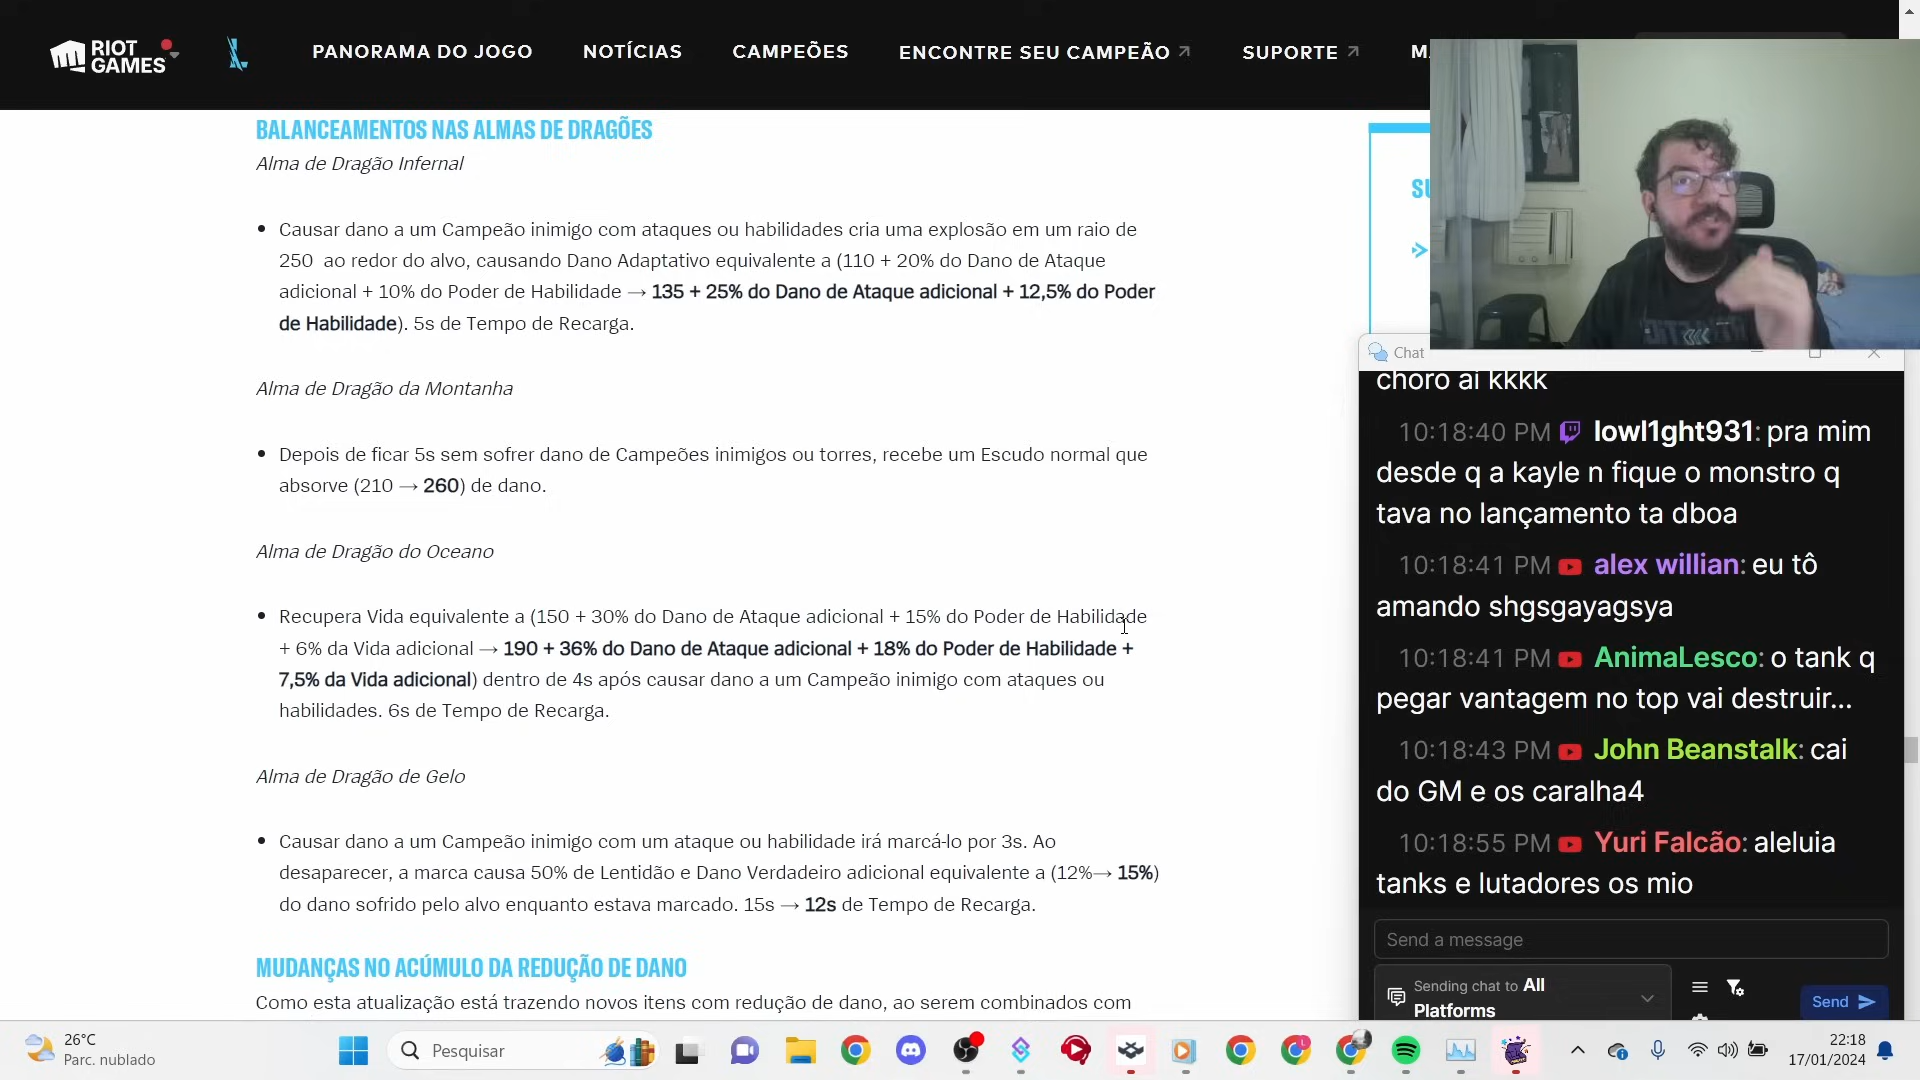 RIOT
GAMES
PANORAMA DO JOGO
NOTÍCIAS
CAMPEÕES
ENCONTRE SEU CAMPEÃO
SUPORTE
BALANCEAMENTOS NAS ALMAS DE DRAGÕES
Alma de Dragão Infernal
• Causar dano a um Campeão inimigo com ataques ou habilidades cria uma explosão em um raio de
250 ao redor do alvo, causando Dano Adaptativo equivalente a (110 + 20% do Dano de Ataque
adicional + 10% do Poder de Habilidade → 135 + 25% do Dano de Ataque adicional + 12,5% do Poder
de Habilidade). 5s de Tempo de Recarga.
Alma de Dragão da Montanha
• Depois de ficar 5s sem sofrer dano de Campeões inimigos ou torres, recebe um Escudo normal que
absorve (210 → 260) de dano.
Alma de Dragão do Oceano
• Recupera Vida equivalente a (150 + 30% do Dano de Ataque adicional + 15% do Poder de Habilidade
+ 6% da Vida adicional → 190 + 36% do Dano de Ataque adicional + 18% do Poder de Habilidade +
7,5% da Vida adicional) dentro de 4s após causar dano a um Campeão inimigo com ataques ou
habilidades. 6s de Tempo de Recarga.
Alma de Dragão de Gelo
• Causar dano a um Campeão inimigo com um ataque ou habilidade irá marcá-lo por 3s. Ao
desaparecer, a marca causa 50% de Lentidão e Dano Verdadeiro adicional equivalente a (12%→ 15%)
do dano sofrido pelo alvo enquanto estava marcado. 15s → 12s de Tempo de Recarga.
MUDANÇAS NO ACÚMULO DA REDUÇÃO DE DANO
Como esta atualização está trazendo novos itens com redução de dano, ao serem combinados com
Chat
choro ai kkkk
10:18:40 PM lowl1ght931: pra mim
desde q a kayle n fique o monstro q
tava no lançamento ta dboa
10:18:41 PM alex willian: eu tô
amando shgsgayagsya
10:18:41 PM AnimaLesco: o tank q
pegar vantagem no top vai destruir...
10:18:43 PM John Beanstalk: cai
do GM e os caralha4
10:18:55 PM Yuri Falcão: aleluia
tanks e lutadores os mio
Send a message
Sending chat to All
Platforms
Send
26°C
Parc. nublado
Pesquisar
22:18
17/01/2024